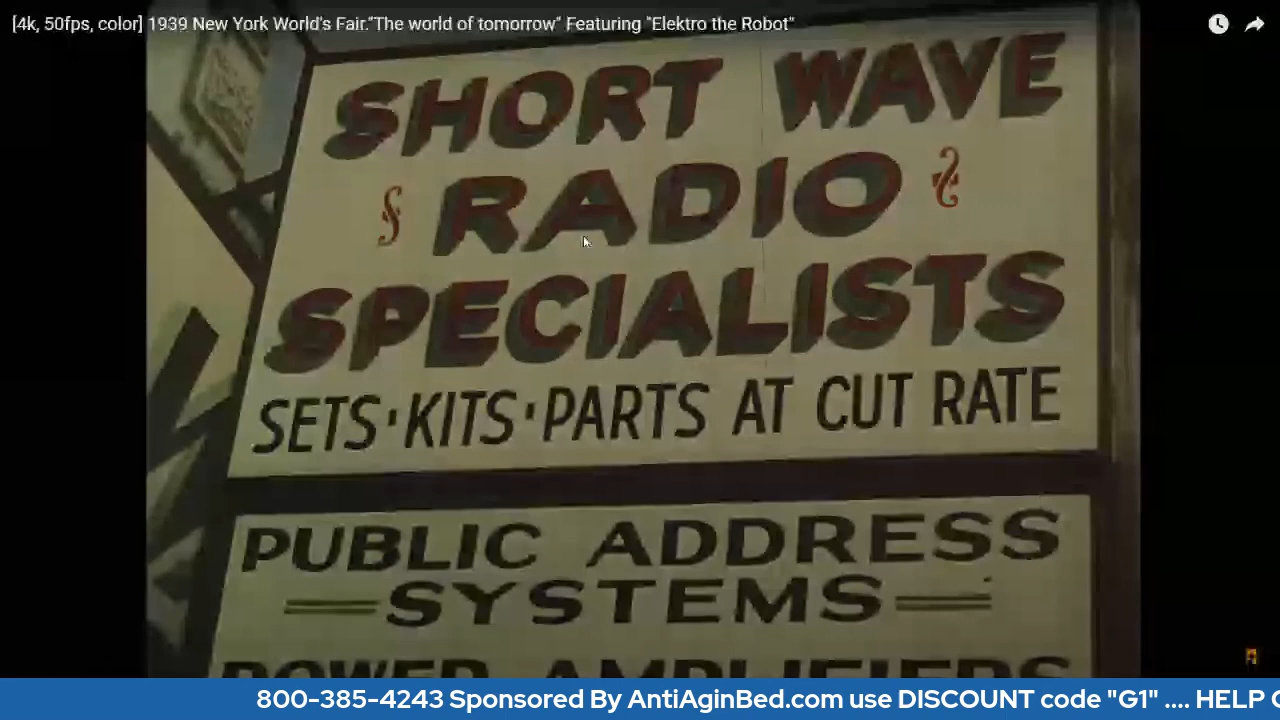 [4k, 50fps, color] 1939 New York World's Fair."The world of tomorrow" Featuring "Elektro the Robot"
SHORT WAVE
RADIO
SPECIALISTS
SETS·KITS·PARTS AT CUT RATE
PUBLIC ADDRESS
SYSTEMS
POWER AMPLIFIERS
800-385-4243 Sponsored By AntiAginBed.com use DISCOUNT code "G1" .... HELP